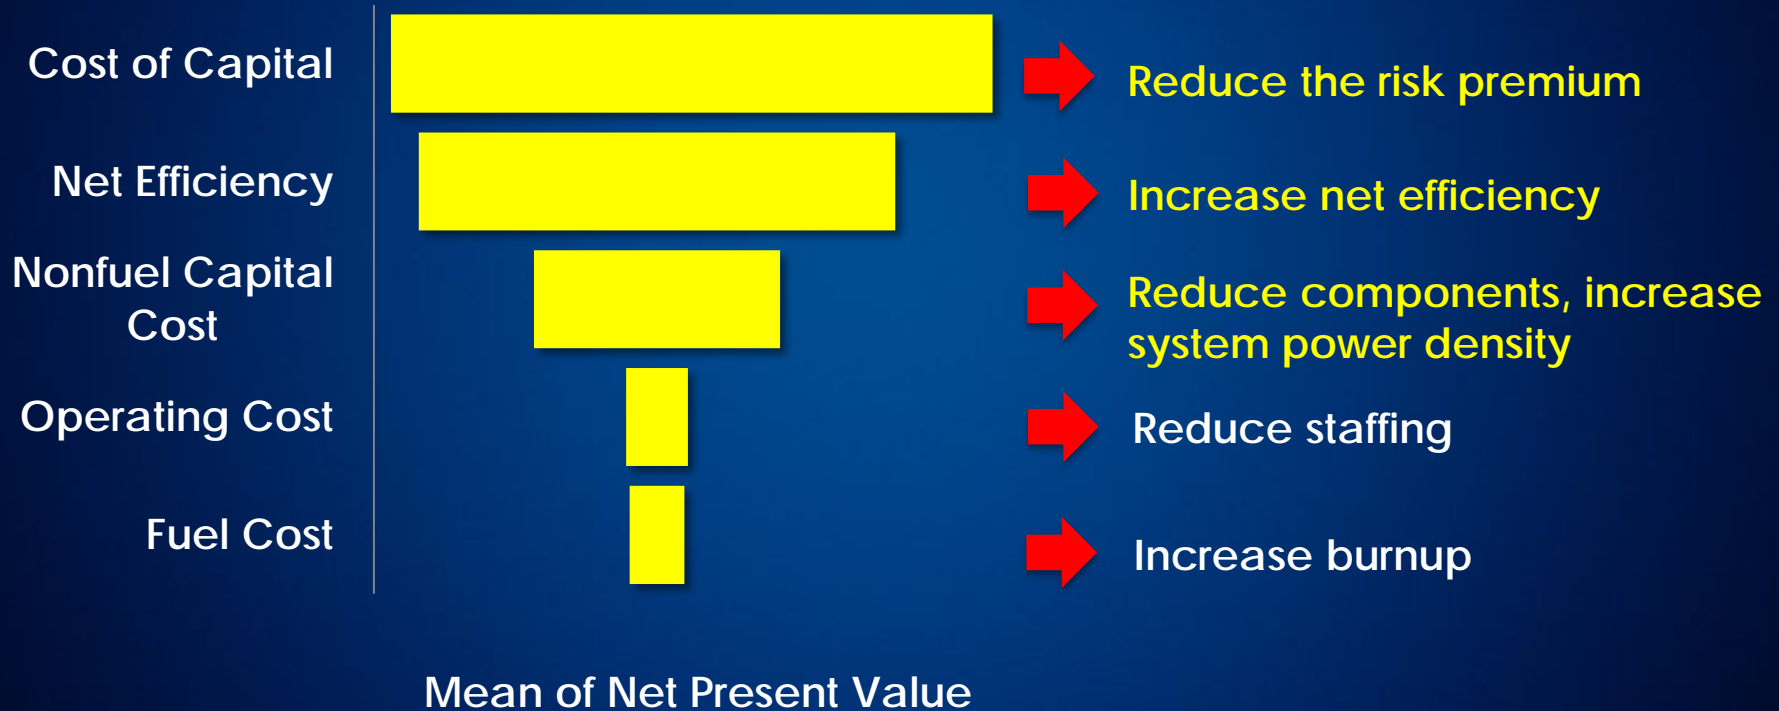 Cost of Capital
Reduce the risk premium
Net Efficiency
Increase net efficiency
Nonfuel Capital
Cost
Reduce components, increase
system power density
Operating Cost
Reduce staffing
Fuel Cost
Increase burnup
Mean of Net Present Value